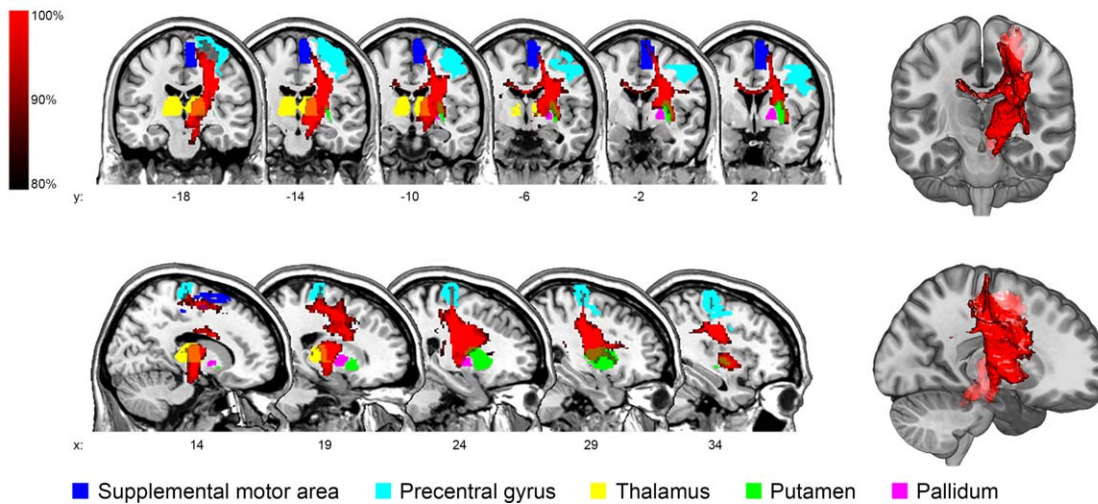 100%
90%
80%
y: -18 -14 -10 -6 -2 2
x: 14 19 24 29 34
Supplemental motor area Precentral gyrus Thalamus Putamen Pallidum